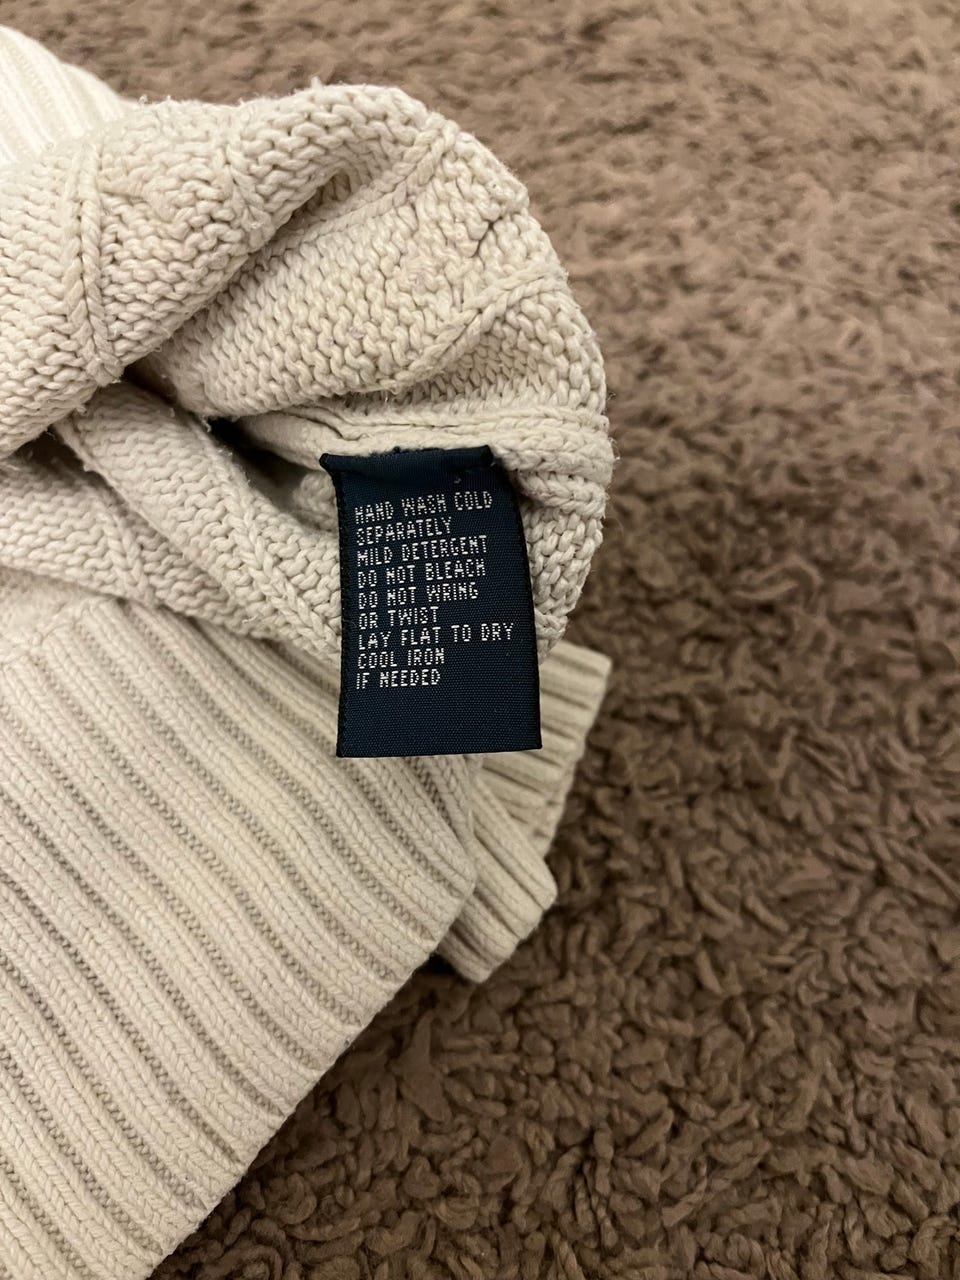 HAND WASH COLD
SEPARATELY
MILD DETERGENT
DO NOT BLEACH
DO NOT WRING
OR TWIST
LAY FLAT TO DRY
COOL IRON
IF NEEDED